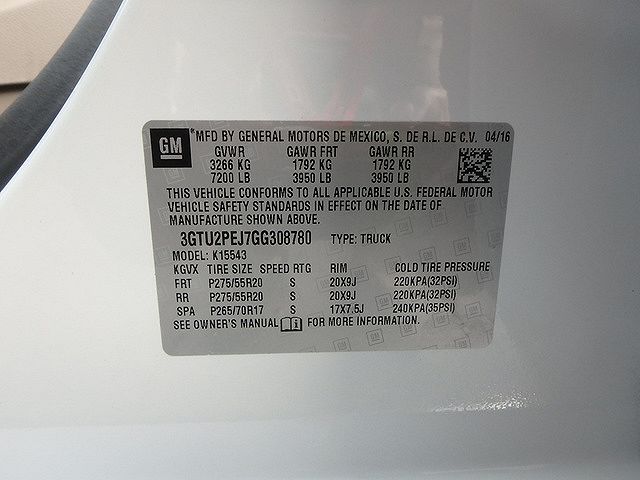 GM *MFD BY GENERAL MOTORS DE MEXICO, S. DE R.L. DE C.V. 04/16
GVWR GAWR FRT GAWR RR
3266 KG 1792 KG 1792 KG
7200 LB 3950 LB 3950 LB
THIS VEHICLE CONFORMS TO ALL APPLICABLE U.S. FEDERAL MOTOR
VEHICLE SAFETY STANDARDS IN EFFECT ON THE DATE OF
MANUFACTURE SHOWN ABOVE.
3GTU2PEJ7GG308780 TYPE: TRUCK
MODEL: K15543
KGVX TIRE SIZE SPEED RTG RIM COLD TIRE PRESSURE
FRT P275/55R20 S 20X9J 220KPA(32PSI)
RR P275/55R20 S 20X9J 220KPA(32PSI)
SPA P265/70R17 S 17X7.5J 240KPA(35PSI)
SEE OWNER'S MANUAL FOR MORE INFORMATION.